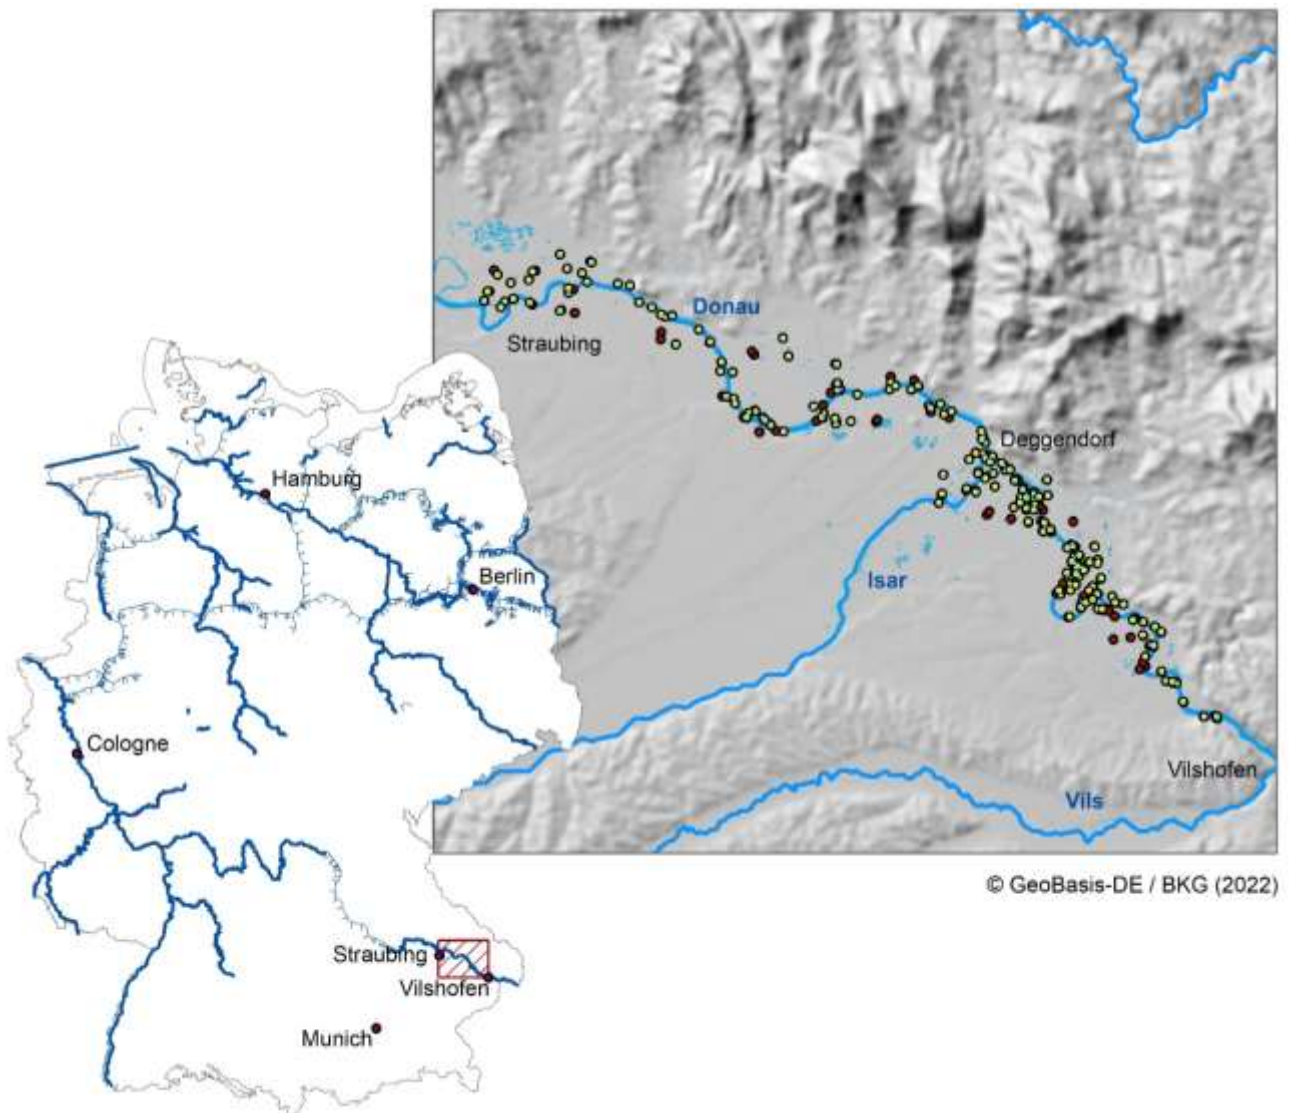 Donau
Straubing
Deggendorf
Isar
Vilshofen
Vils
© GeoBasis-DE / BKG (2022)
Hamburg
Berlin
Cologne
Straubing
Vilshofen
Munich